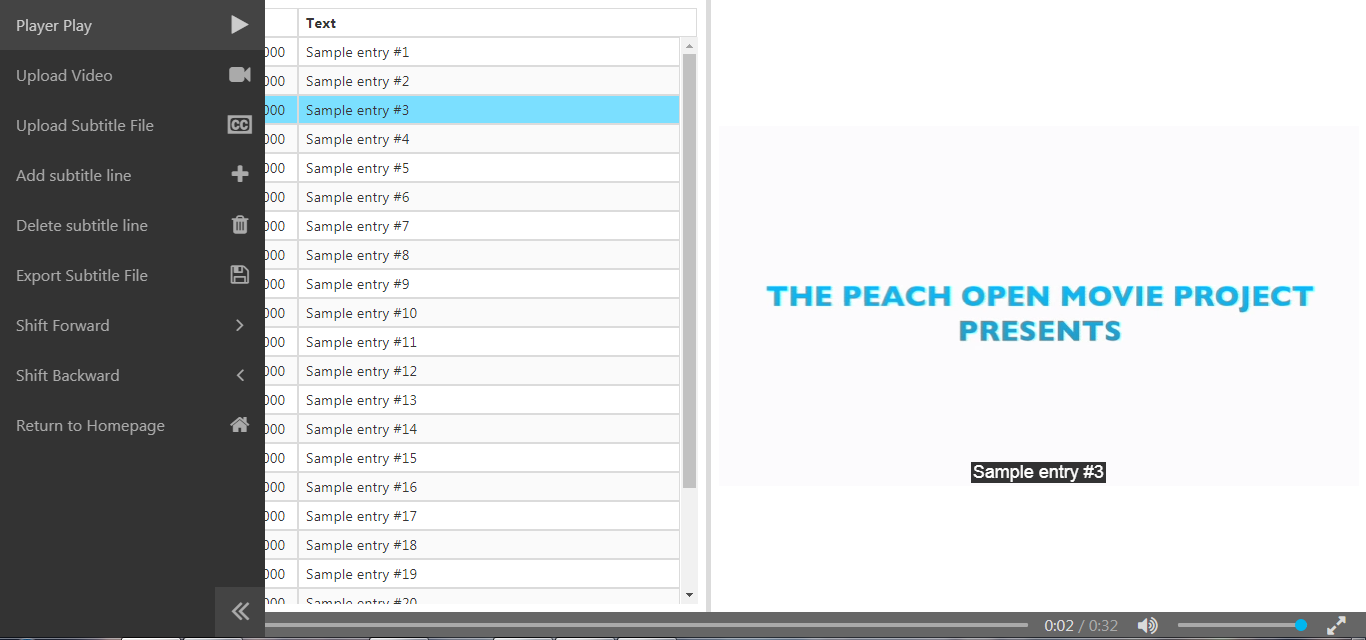 Player Play
Upload Video
Upload Subtitle File
CC
Add subtitle line
Delete subtitle line
Export Subtitle File
Shift Forward
Shift Backward
Return to Homepage
Text
000 Sample entry #1
000 Sample entry #2
000 Sample entry #3
000 Sample entry #4
000 Sample entry #5
000 Sample entry #6
000 Sample entry #7
000 Sample entry #8
000 Sample entry #9
000 Sample entry #10
000 Sample entry #11
000 Sample entry #12
000 Sample entry #13
000 Sample entry #14
000 Sample entry #15
000 Sample entry #16
000 Sample entry #17
000 Sample entry #18
000 Sample entry #19
000 Sample entry #20
THE PEACH OPEN MOVIE PROJECT
PRESENTS
Sample entry #3
0:02 / 0:32